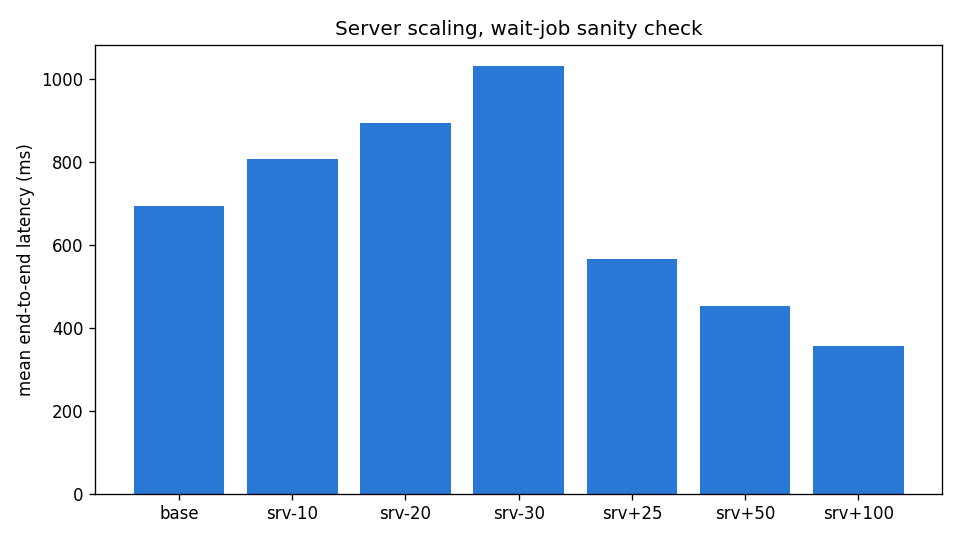 Server scaling, wait-job sanity check
mean end-to-end latency (ms)
1000
800
600
400
200
0
base srv-10 srv-20 srv-30 srv+25 srv+50 srv+100